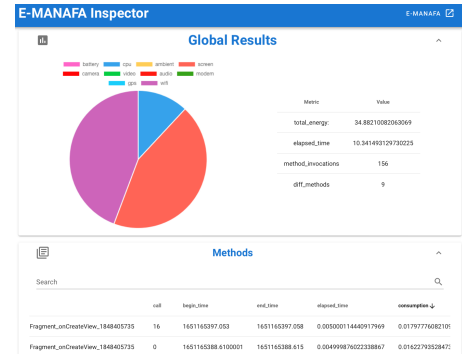 E-MANAFA Inspector
E-MANAFA
Global Results
battery cpu ambient screen
camera video audio modem
gps wifi
Metric Value
total_energy: 34.88210082063069
elapsed_time 10.341493129730225
method_invocations 156
diff_methods 9
Methods
Search
call begin_time end_time elapsed_time consumption
Fragment_onCreateView_1848405735 16 1651165397.053 1651165397.058 0.005000114440917969
Fragment_onCreateView_1848405735 0 1651165388.6100001 1651165388.615 0.004999876022338867